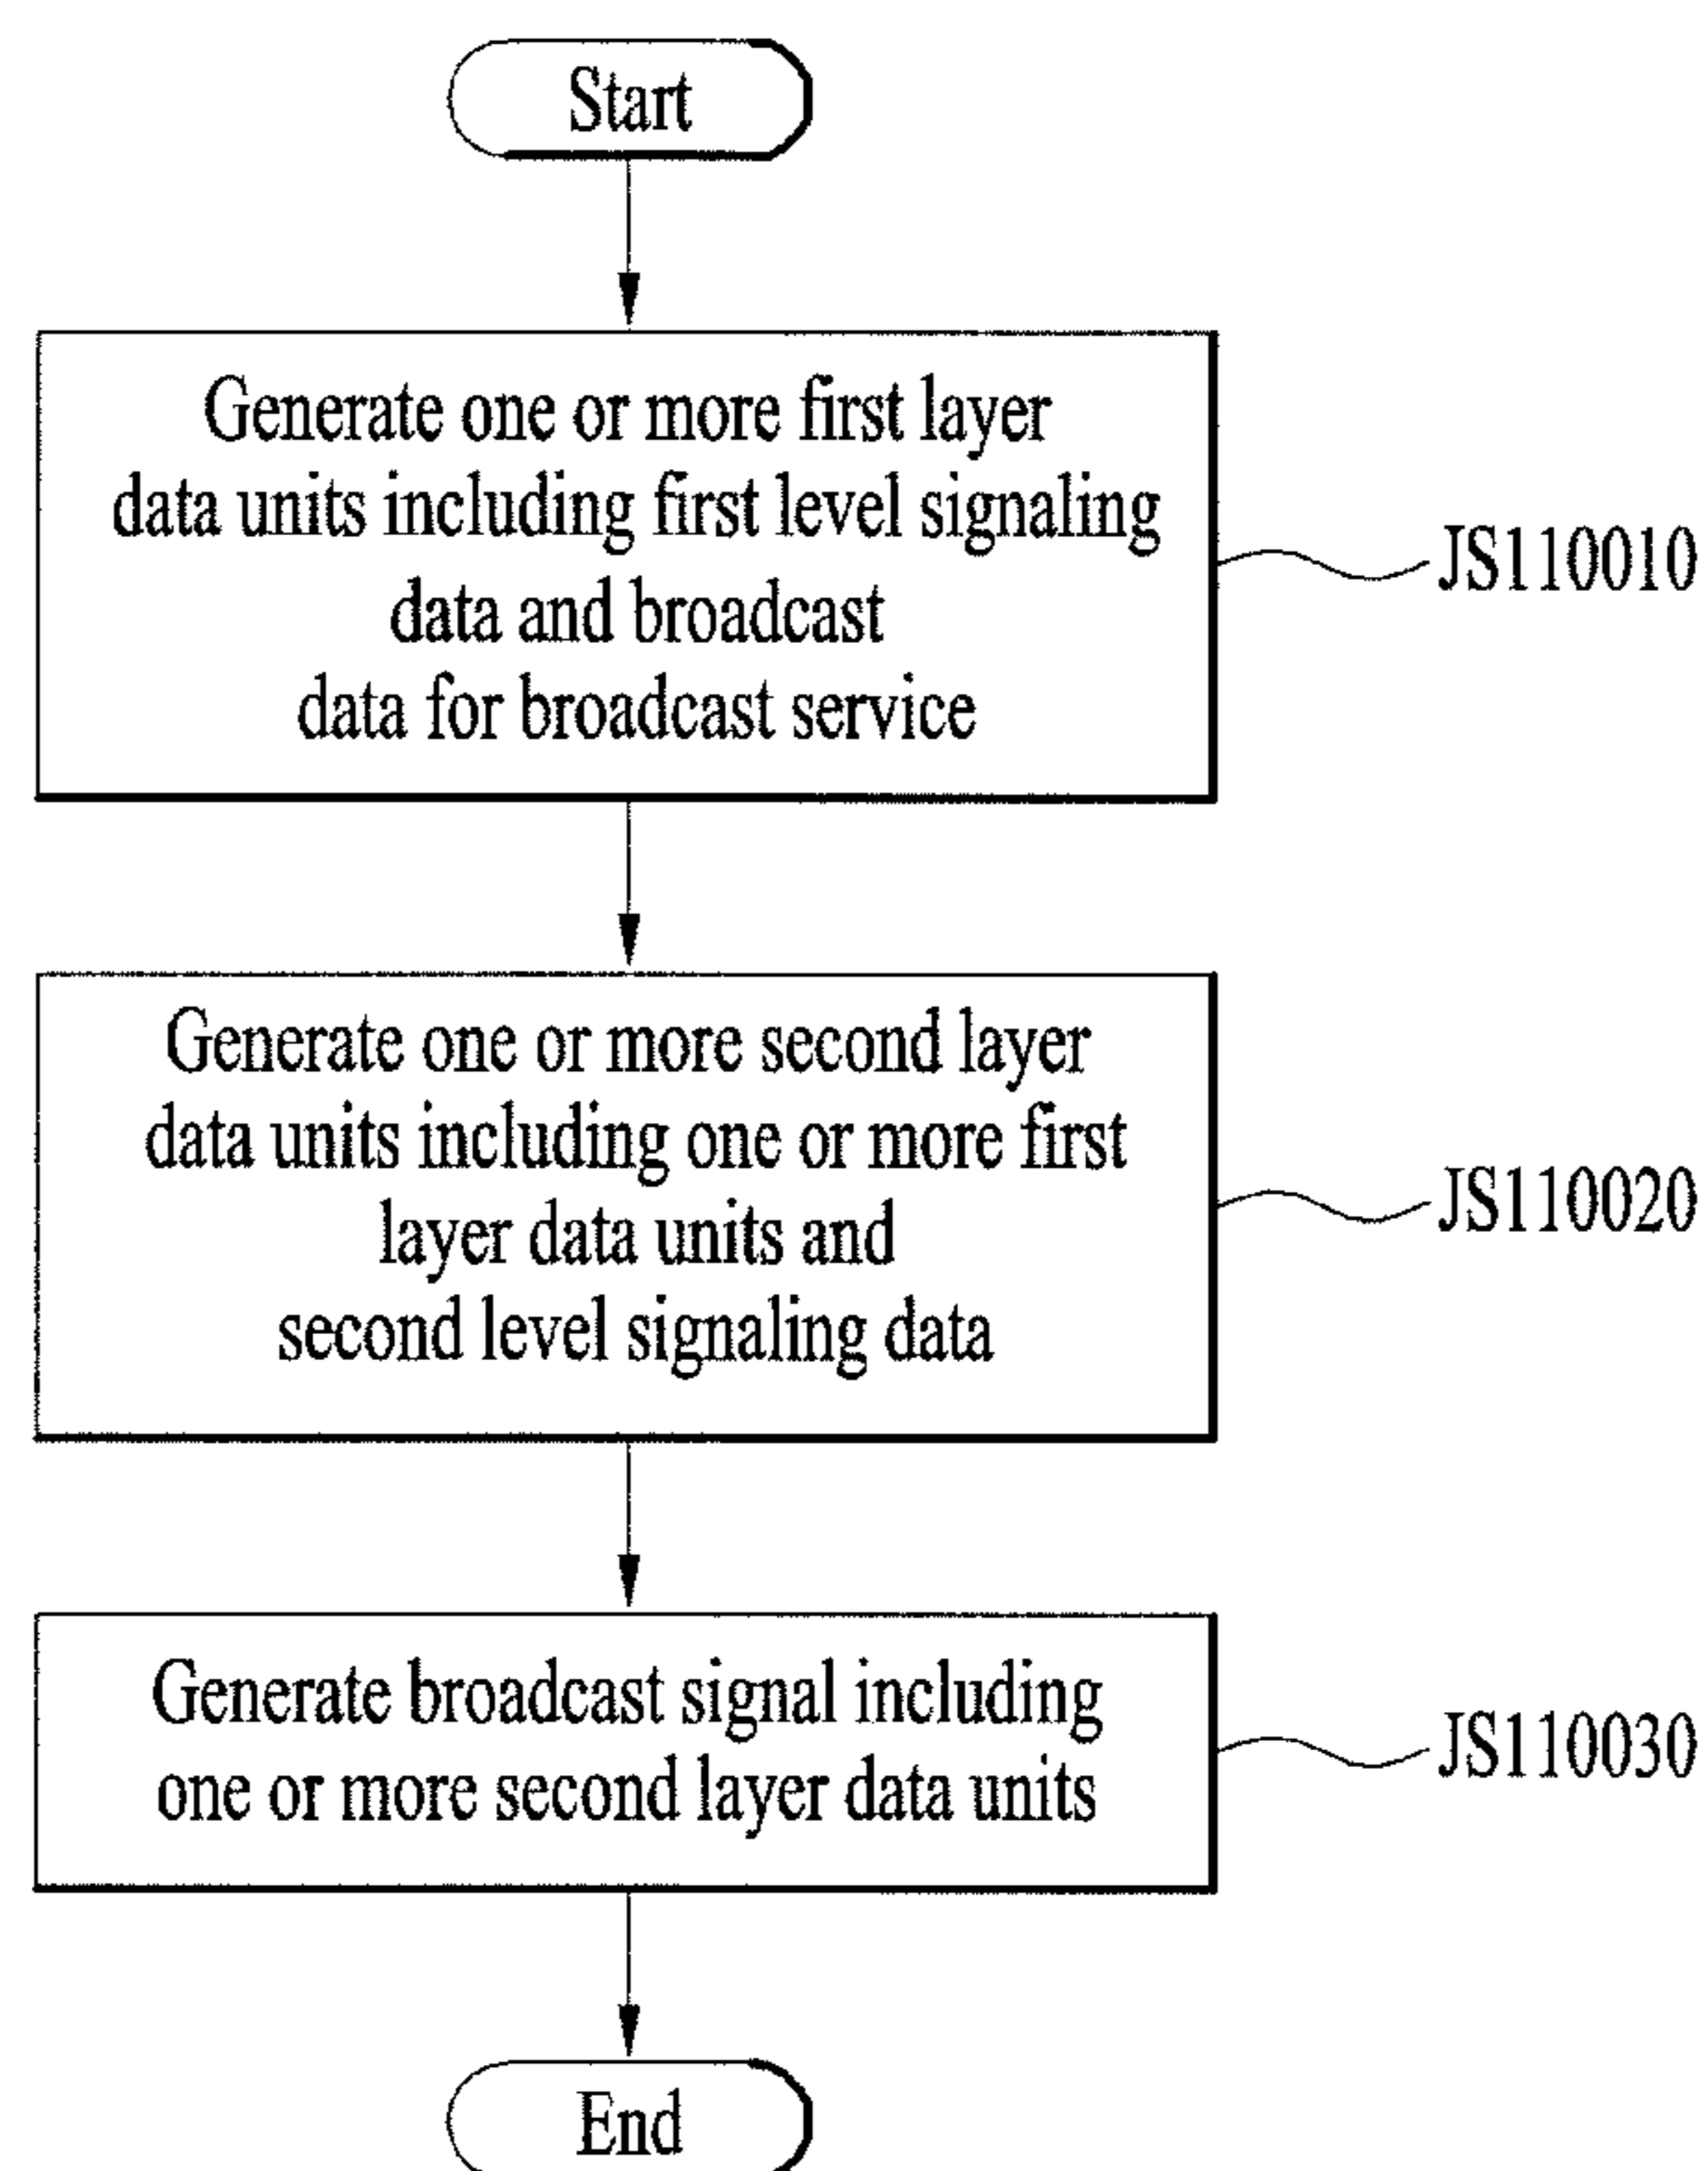 Start
Generate one or more first layer
data units including first level signaling
data and broadcast
data for broadcast service
JS110010
Generate one or more second layer
data units including one or more first
layer data units and
second level signaling data
JS110020
Generate broadcast signal including
one or more second layer data units
JS110030
End